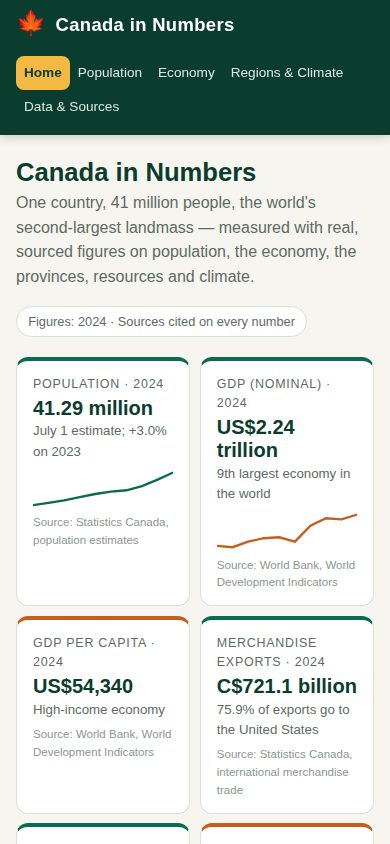 Canada in Numbers
Home Population Economy Regions & Climate
Data & Sources
Canada in Numbers
One country, 41 million people, the world's
second-largest landmass — measured with real,
sourced figures on population, the economy, the
provinces, resources and climate.
Figures: 2024 · Sources cited on every number
POPULATION · 2024
41.29 million
July 1 estimate; +3.0%
on 2023
Source: Statistics Canada,
population estimates
GDP (NOMINAL) ·
2024
US$2.24
trillion
9th largest economy in
the world
Source: World Bank, World
Development Indicators
GDP PER CAPITA ·
2024
US$54,340
High-income economy
Source: World Bank, World
Development Indicators
MERCHANDISE
EXPORTS · 2024
C$721.1 billion
75.9% of exports go to
the United States
Source: Statistics Canada,
international merchandise
trade